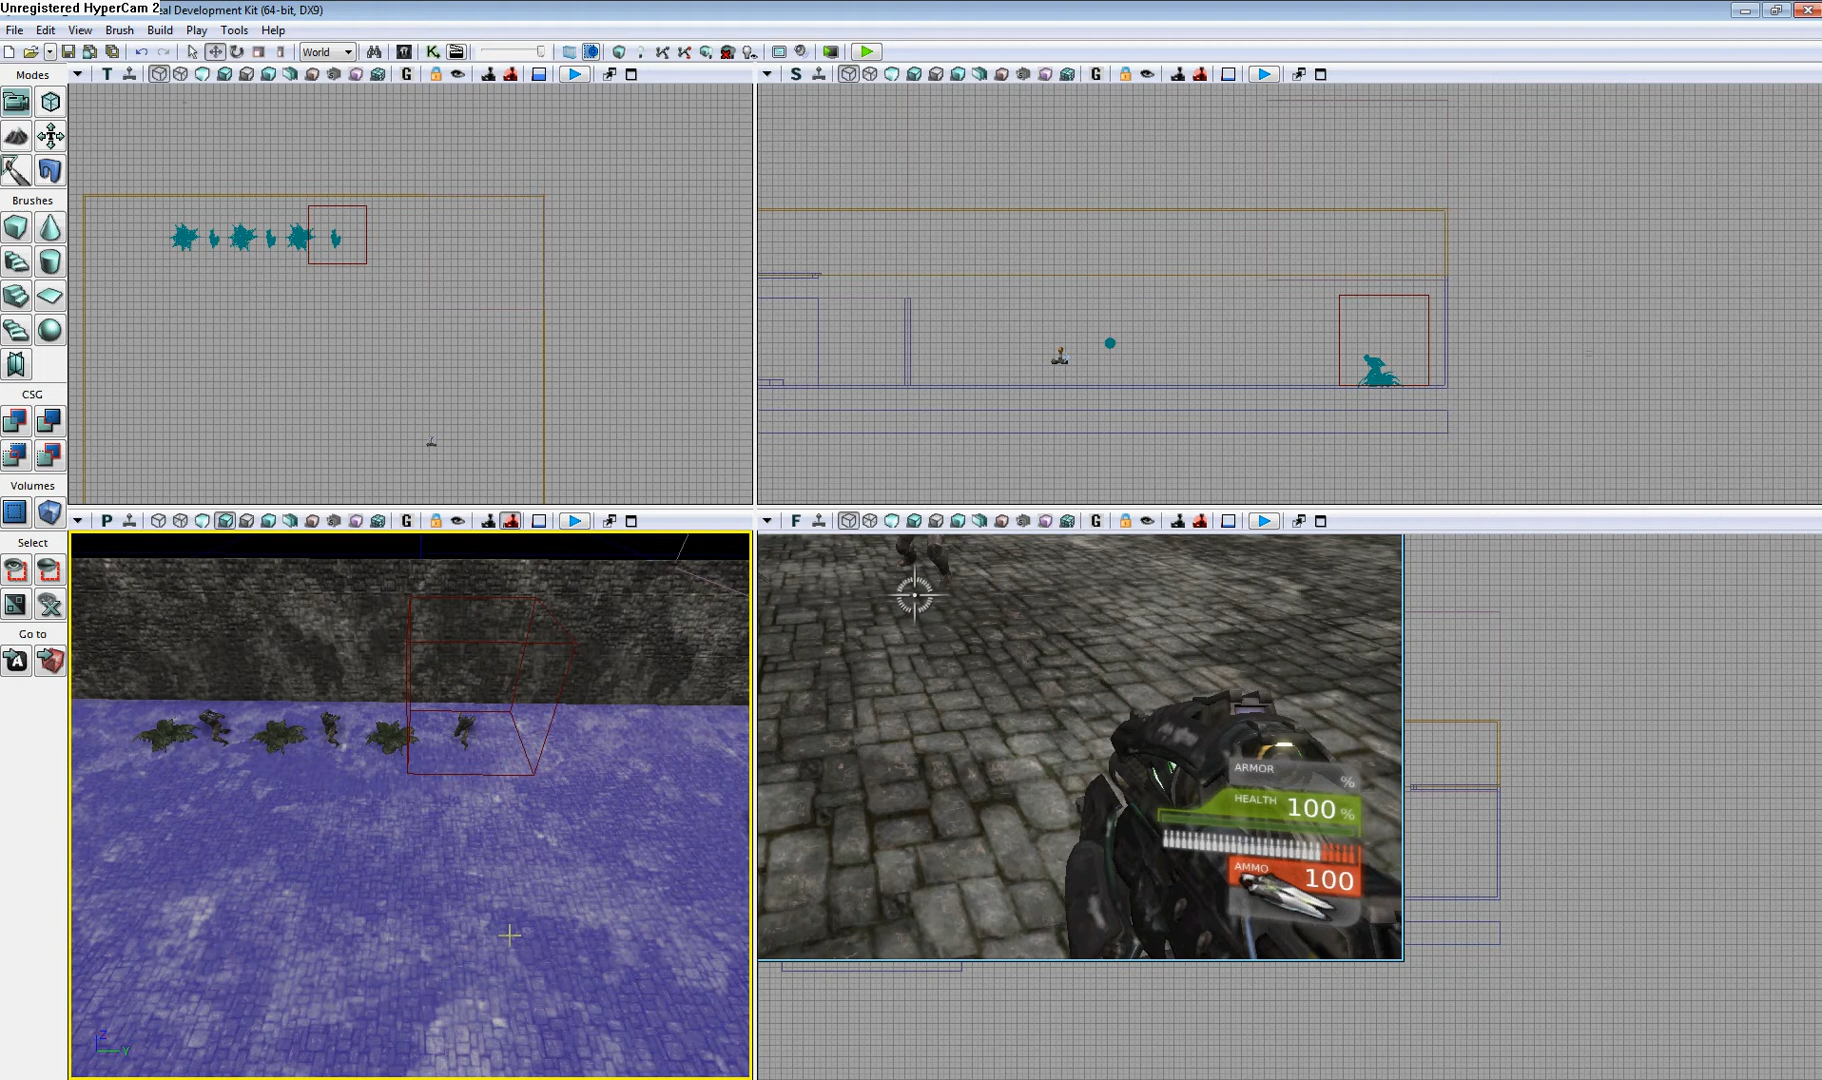 Unregistered HyperCam 2
al Development Kit (64-bit, DX9)
File Edit View Brush Build Play Tools Help
World
Modes
T
G
S
G
Brushes
CSG
Volumes
P
G
F
G
Select
Go to
A
ARMOR
%
HEALTH 100 %
AMMO
100
Z
Y